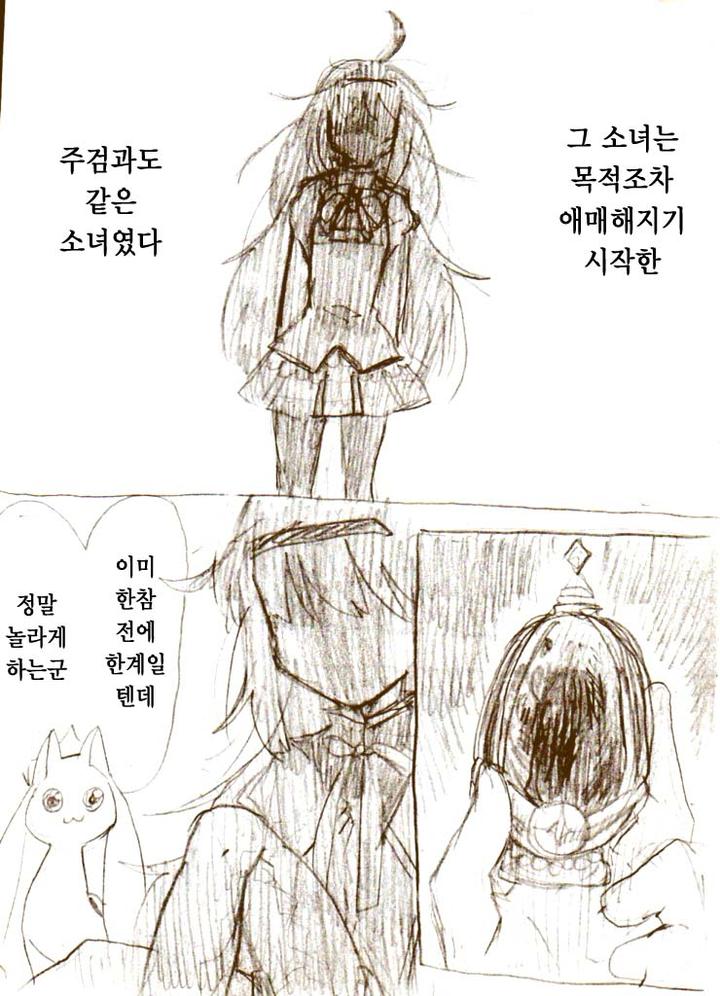 그 소녀는
목적조차
애매해지기
시작한
주검과도
같은
소녀였다
이미
한참
전에
한계일
텐데
정말
놀라게
하는군